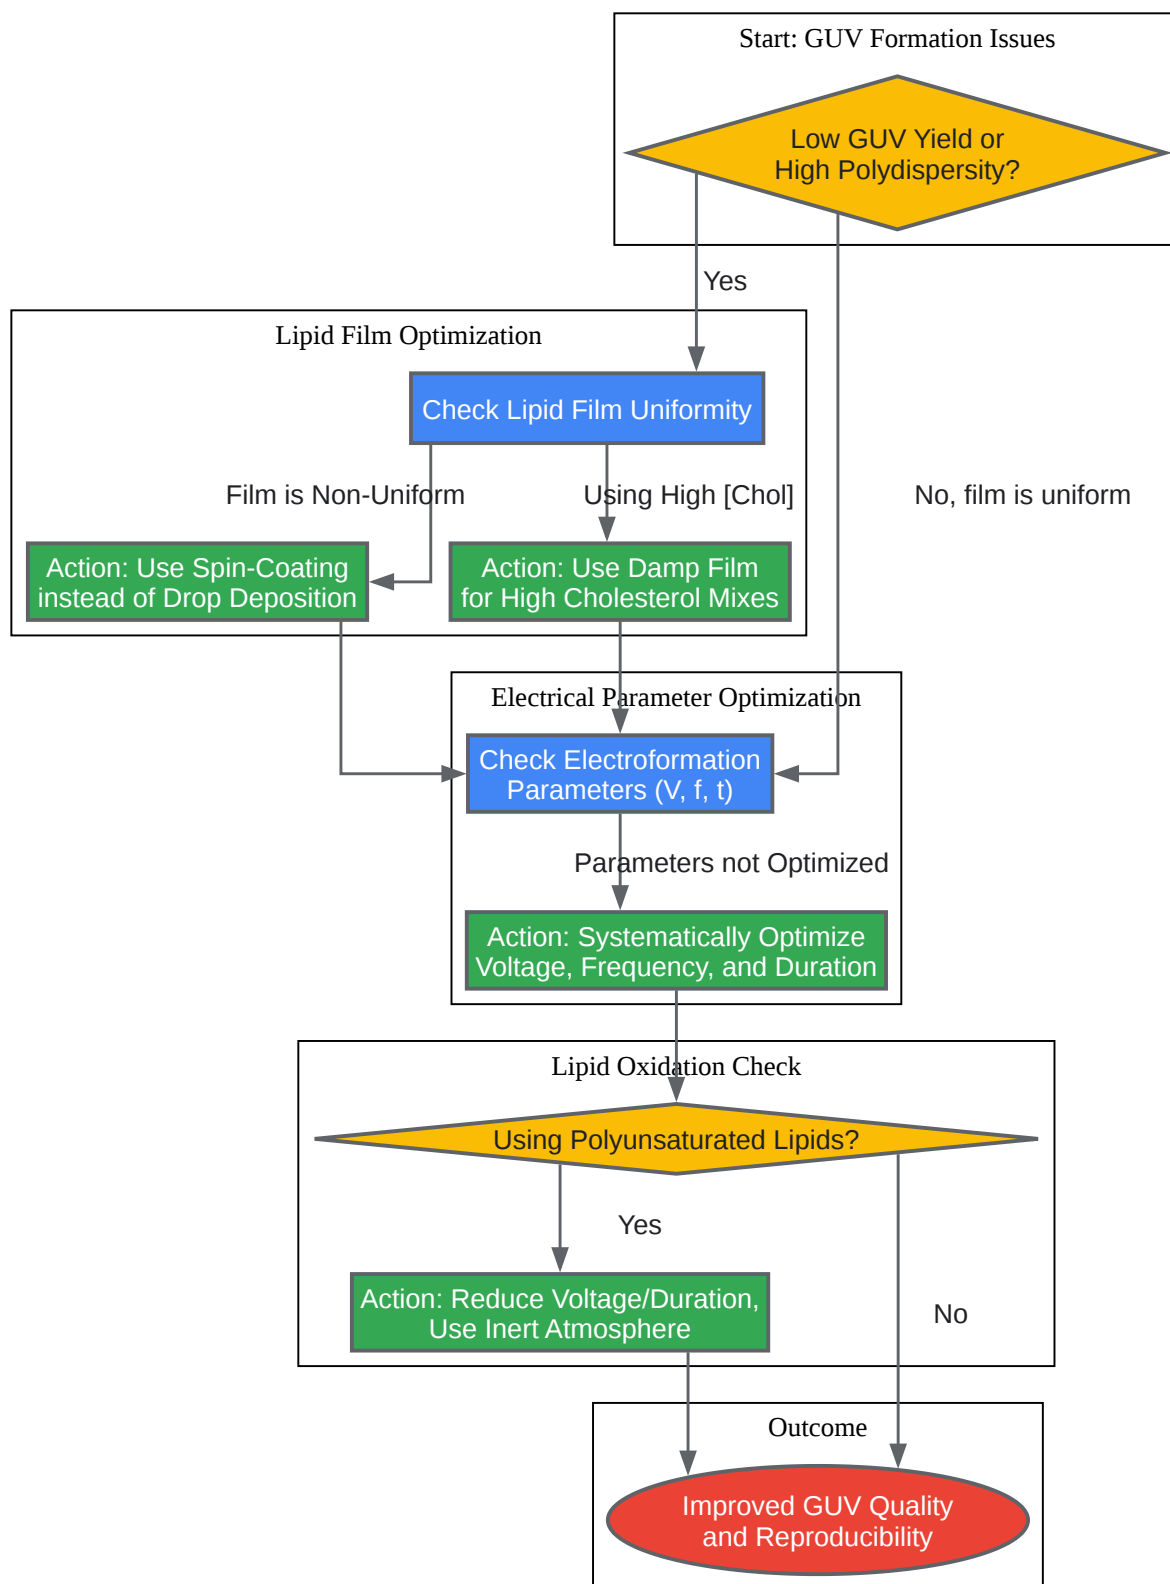 Start: GUV Formation Issues
Low GUV Yield or
High Polydispersity?
Yes
Lipid Film Optimization
Check Lipid Film Uniformity
Film is Non-Uniform
Using High [Chol]
No, film is uniform
Action: Use Spin-Coating
instead of Drop Deposition
Action: Use Damp Film
for High Cholesterol Mixes
Electrical Parameter Optimization
Check Electroformation
Parameters (V, f, t)
Parameters not Optimized
Action: Systematically Optimize
Voltage, Frequency, and Duration
Lipid Oxidation Check
Using Polyunsaturated Lipids?
Yes
Action: Reduce Voltage/Duration,
Use Inert Atmosphere
No
Outcome
Improved GUV Quality
and Reproducibility